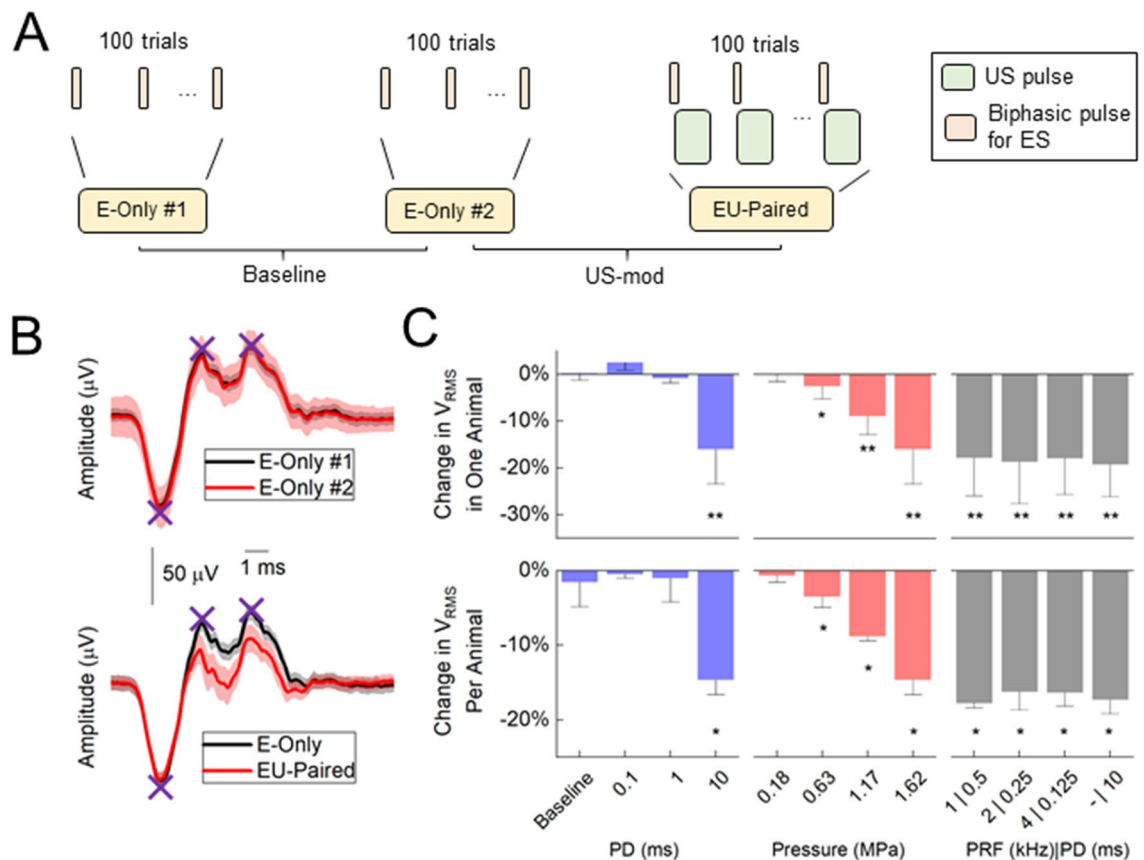 A
100 trials
100 trials
100 trials
...
...
...
US pulse
Biphasic pulse
for ES
E-Only #1
E-Only #2
EU-Paired
Baseline
US-mod
B
Amplitude (μV)
E-Only #1
E-Only #2
50 μV
1 ms
Amplitude (μV)
E-Only
EU-Paired
C
Change in VRMS
in One Animal
0%
-10%
-20%
-30%
**
*
**
**
**
**
**
**
Change in VRMS
Per Animal
0%
-10%
-20%
*
*
*
*
*
*
*
*
Baseline
0.1
1
10
0.18
0.63
1.17
1.62
1 | 0.5
2 | 0.25
4 | 0.125
- | 10
PD (ms)
Pressure (MPa)
PRF (kHz)|PD (ms)